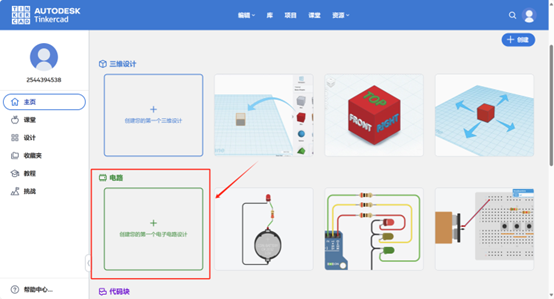 TIN
KER
CAD
AUTODESK
Tinkercad
编辑
库
项目
课堂
资源
创建
2544394538
主页
课堂
设计
收藏夹
教程
挑战
帮助中心...
三维设计
创建您的第一个三维设计
TOP
FRONT
RIGHT
电路
创建您的第一个电子电路设计
代码块